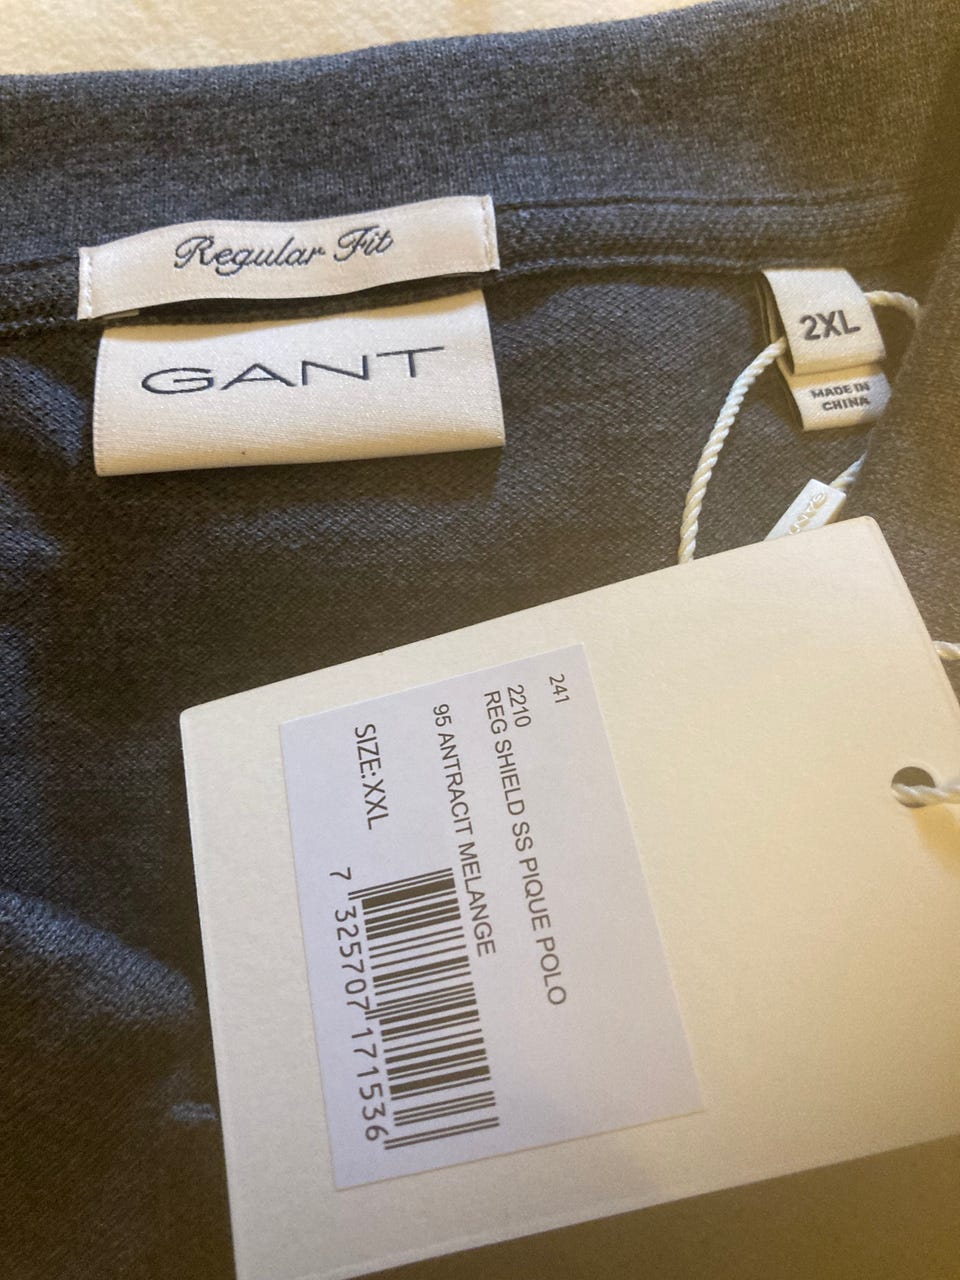 Regular Fit
GANT
2XL
MADE IN
CHINA
GANT
241
2210
REG SHIELD SS PIQUE POLO
95 ANTRACIT MELANGE
SIZE:XXL
7 325707 171536